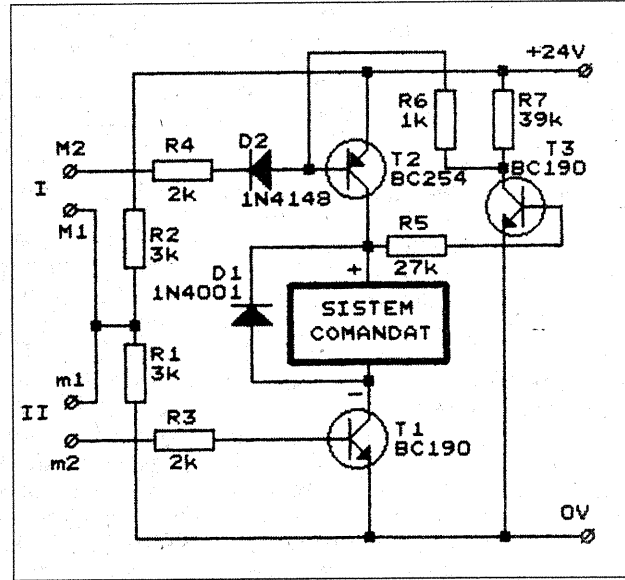 +24V
R6
1k
R7
39k
M2
R4
2k
D2
1N4148
T2
BC254
T3
BC190
I
M1
R2
3k
R5
27k
D1
1N4001
+
SISTEM
COMANDAT
-
R1
3k
m1
II
m2
R3
2k
T1
BC190
0V